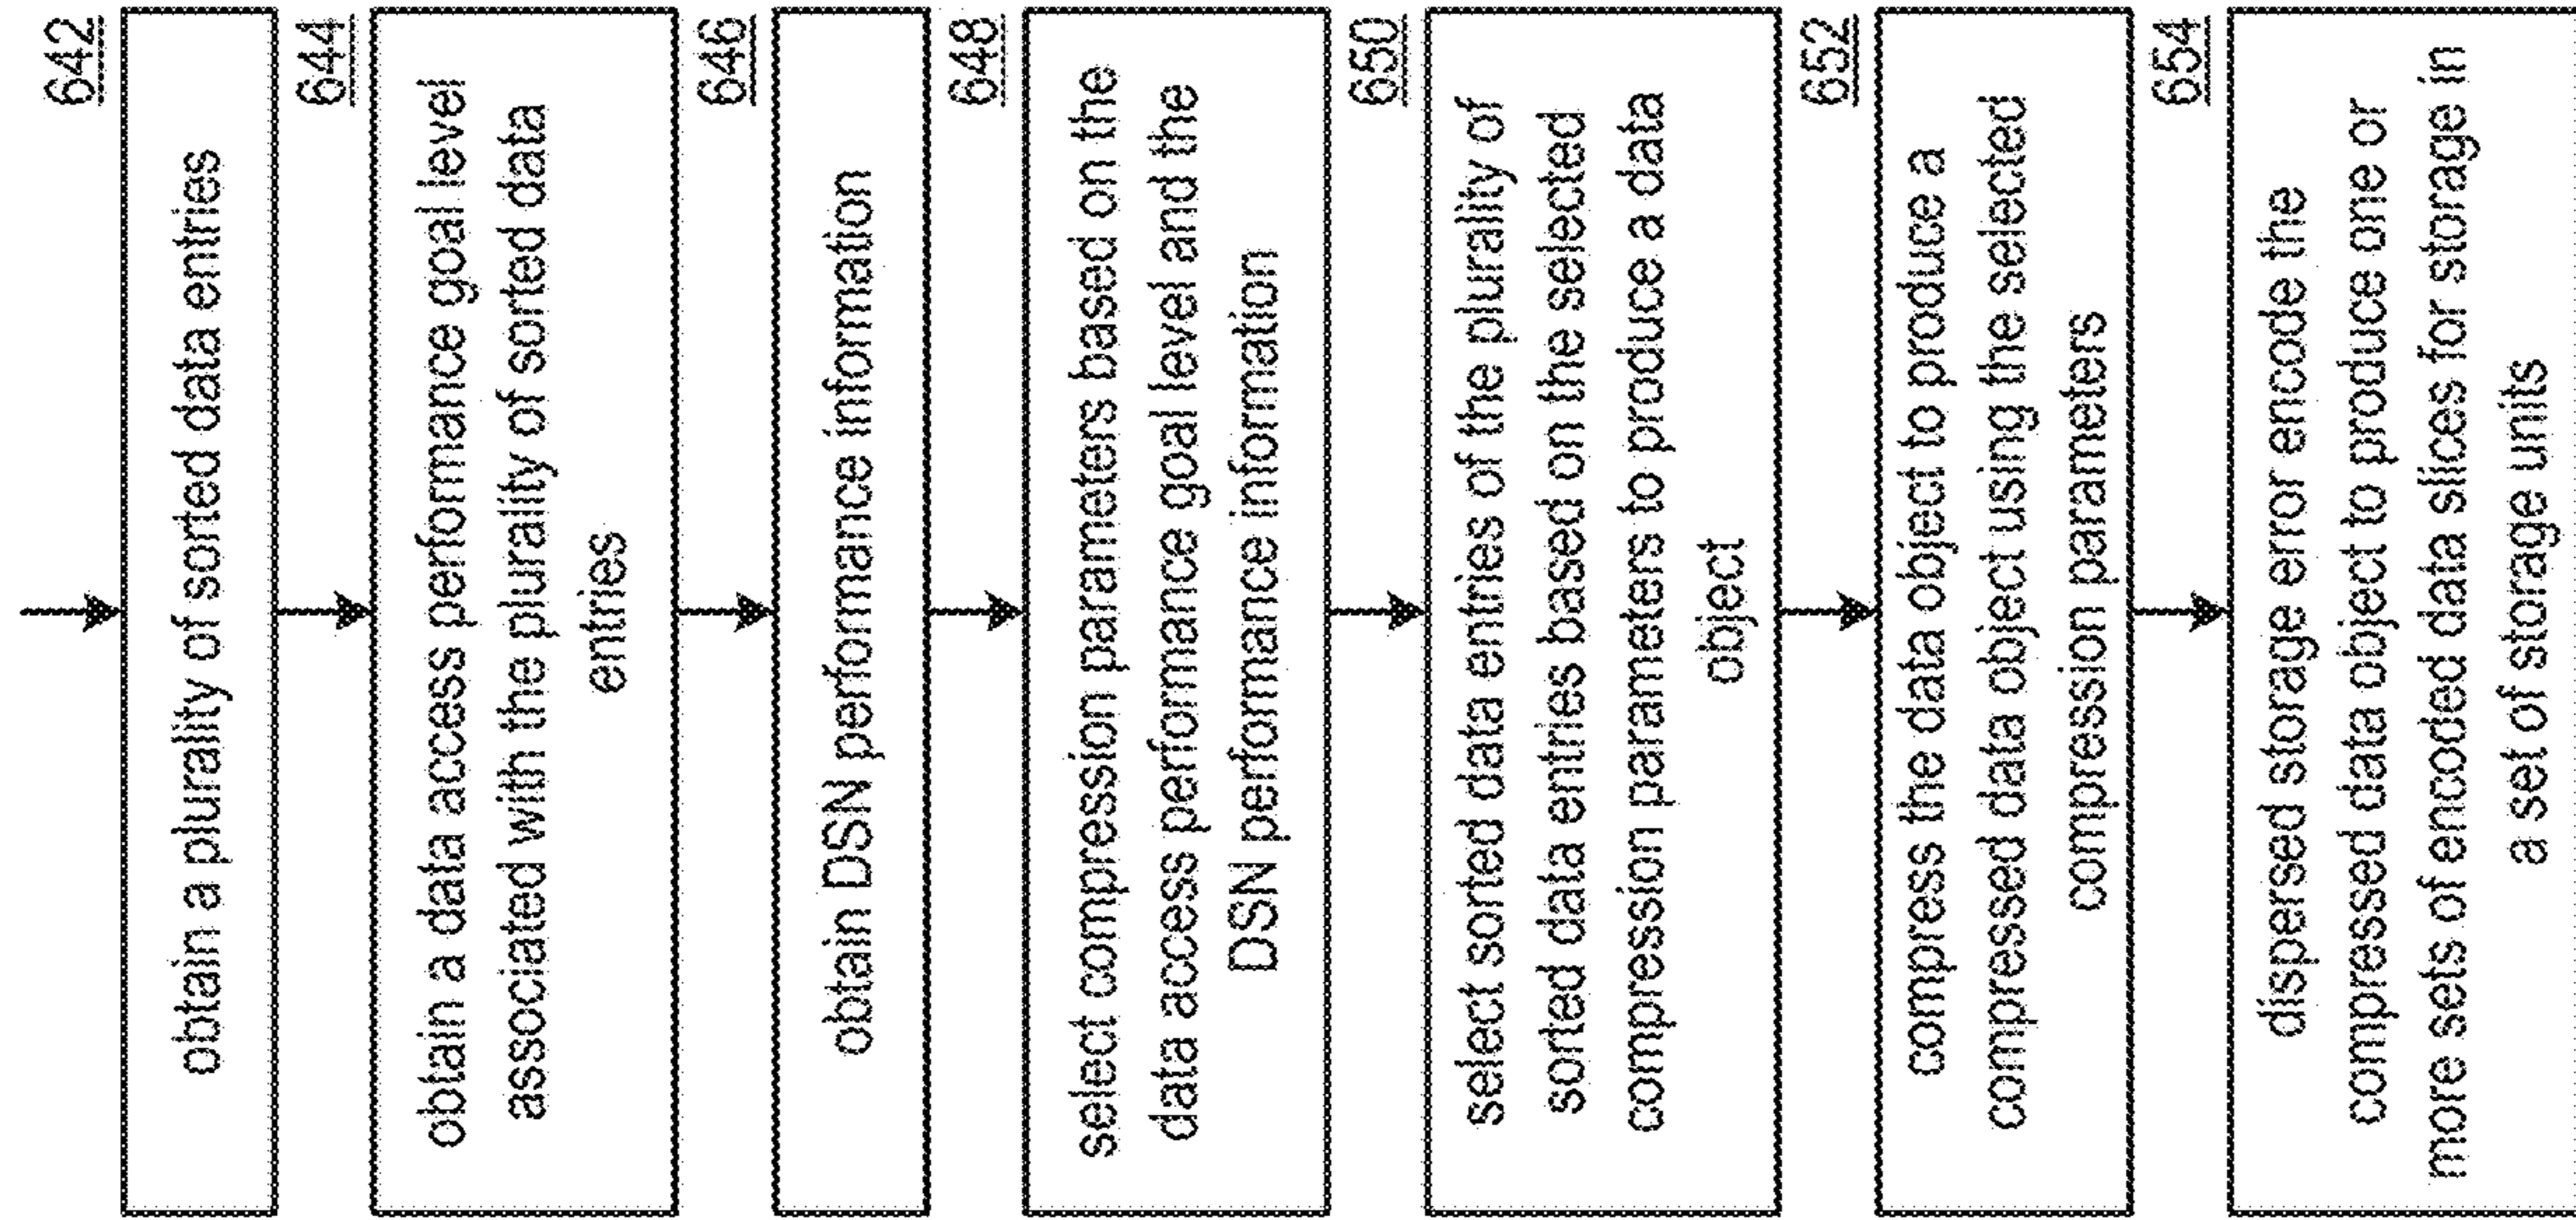 642
obtain a plurality of sorted data entries
644
obtain a data access performance goal level
associated with the plurality of sorted data
entries
646
obtain DSN performance information
648
select compression parameters based on the
data access performance goal level and the
DSN performance information
650
select sorted data entries of the plurality of
sorted data entries based on the selected
compression parameters to produce a data
object
652
compress the data object to produce a
compressed data object using the selected
compression parameters
654
dispersed storage error encode the
compressed data object to produce one or
more sets of encoded data slices for storage in
a set of storage units